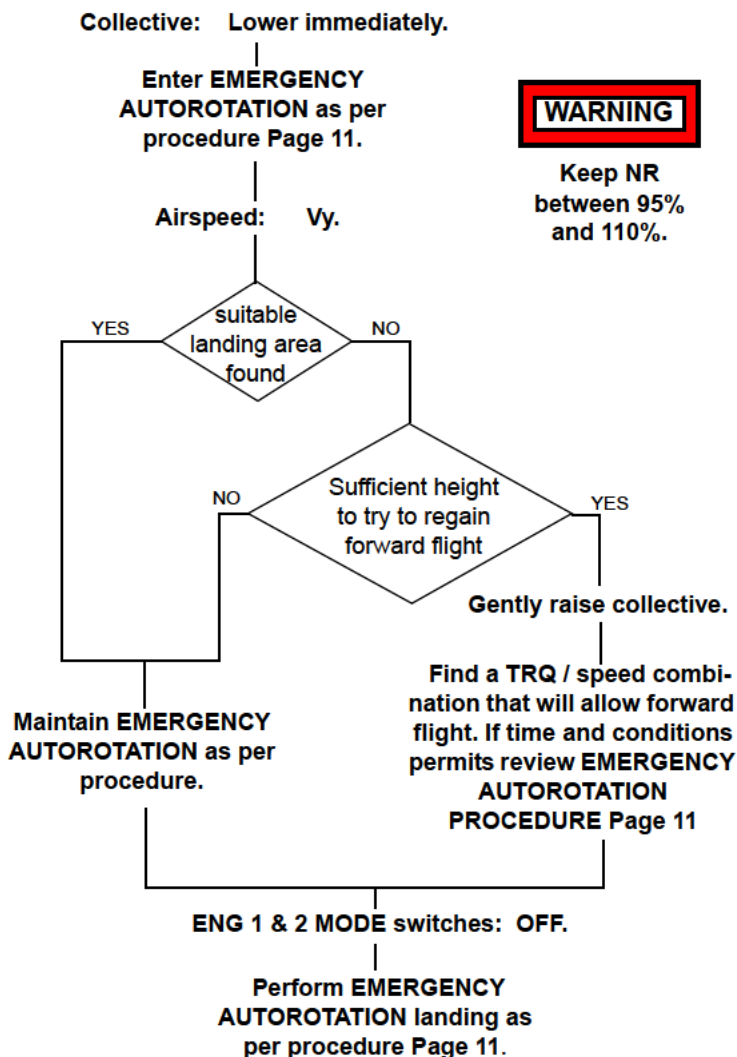 Collective: Lower immediately.
Enter EMERGENCY
AUTOROTATION as per
procedure Page 11.
WARNING
Keep NR
between 95%
and 110%.
Airspeed: Vy.
suitable
landing area
found
YES
NO
Sufficient height
to try to regain
forward flight
NO
YES
Gently raise collective.
Find a TRQ / speed combi-
nation that will allow forward
flight. If time and conditions
permits review EMERGENCY
AUTOROTATION
PROCEDURE Page 11
Maintain EMERGENCY
AUTOROTATION as per
procedure.
ENG 1 & 2 MODE switches: OFF.
Perform EMERGENCY
AUTOROTATION landing as
per procedure Page 11.